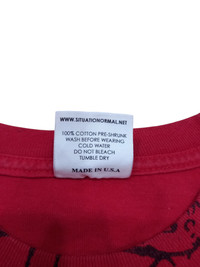 WWW.SITUATIONORMAL.NET
100% COTTON PRE-SHRUNK
WASH BEFORE WEARING
COLD WATER
DO NOT BLEACH
TUMBLE DRY
MADE IN U.S.A